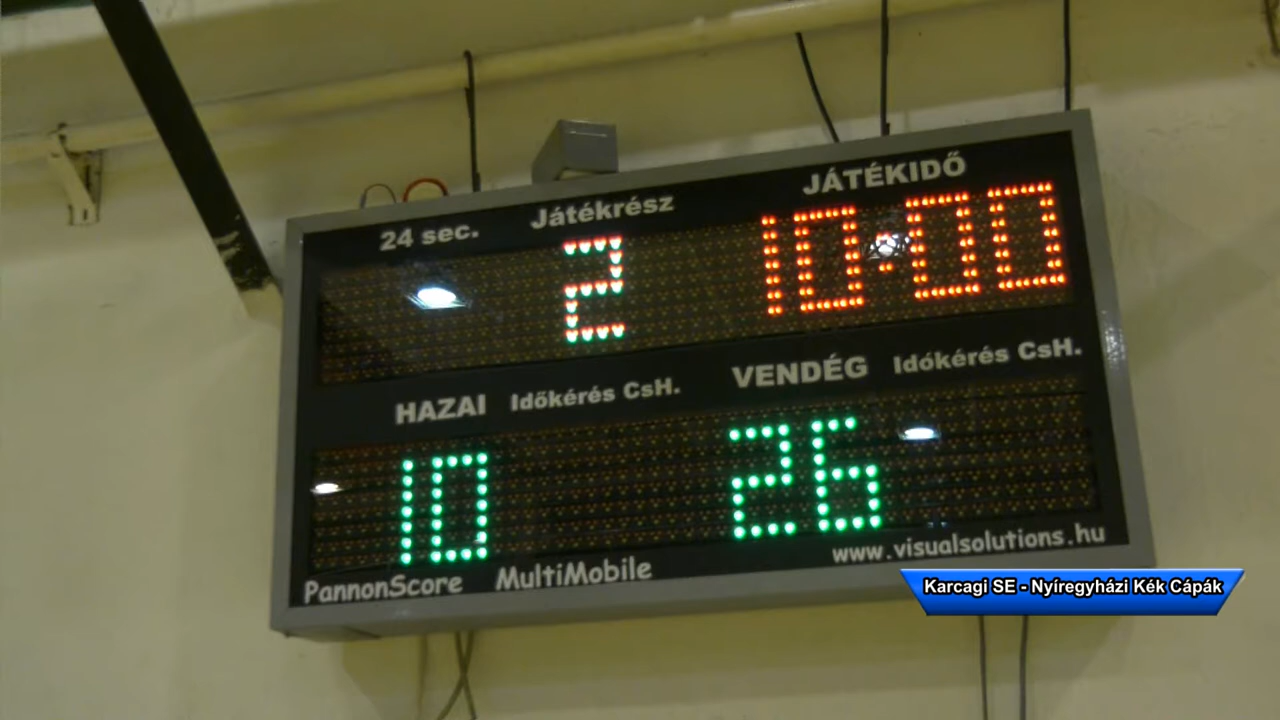 24 sec. Játékrész JÁTÉKIDŐ
2 10:00
HAZAI Időkérés CsH. VENDÉG Idókérés CsH.
10 26
PannonScore MultiMobile www.visualsolutions.hu
Karcagi SE - Nyíregyházi Kék Cápák